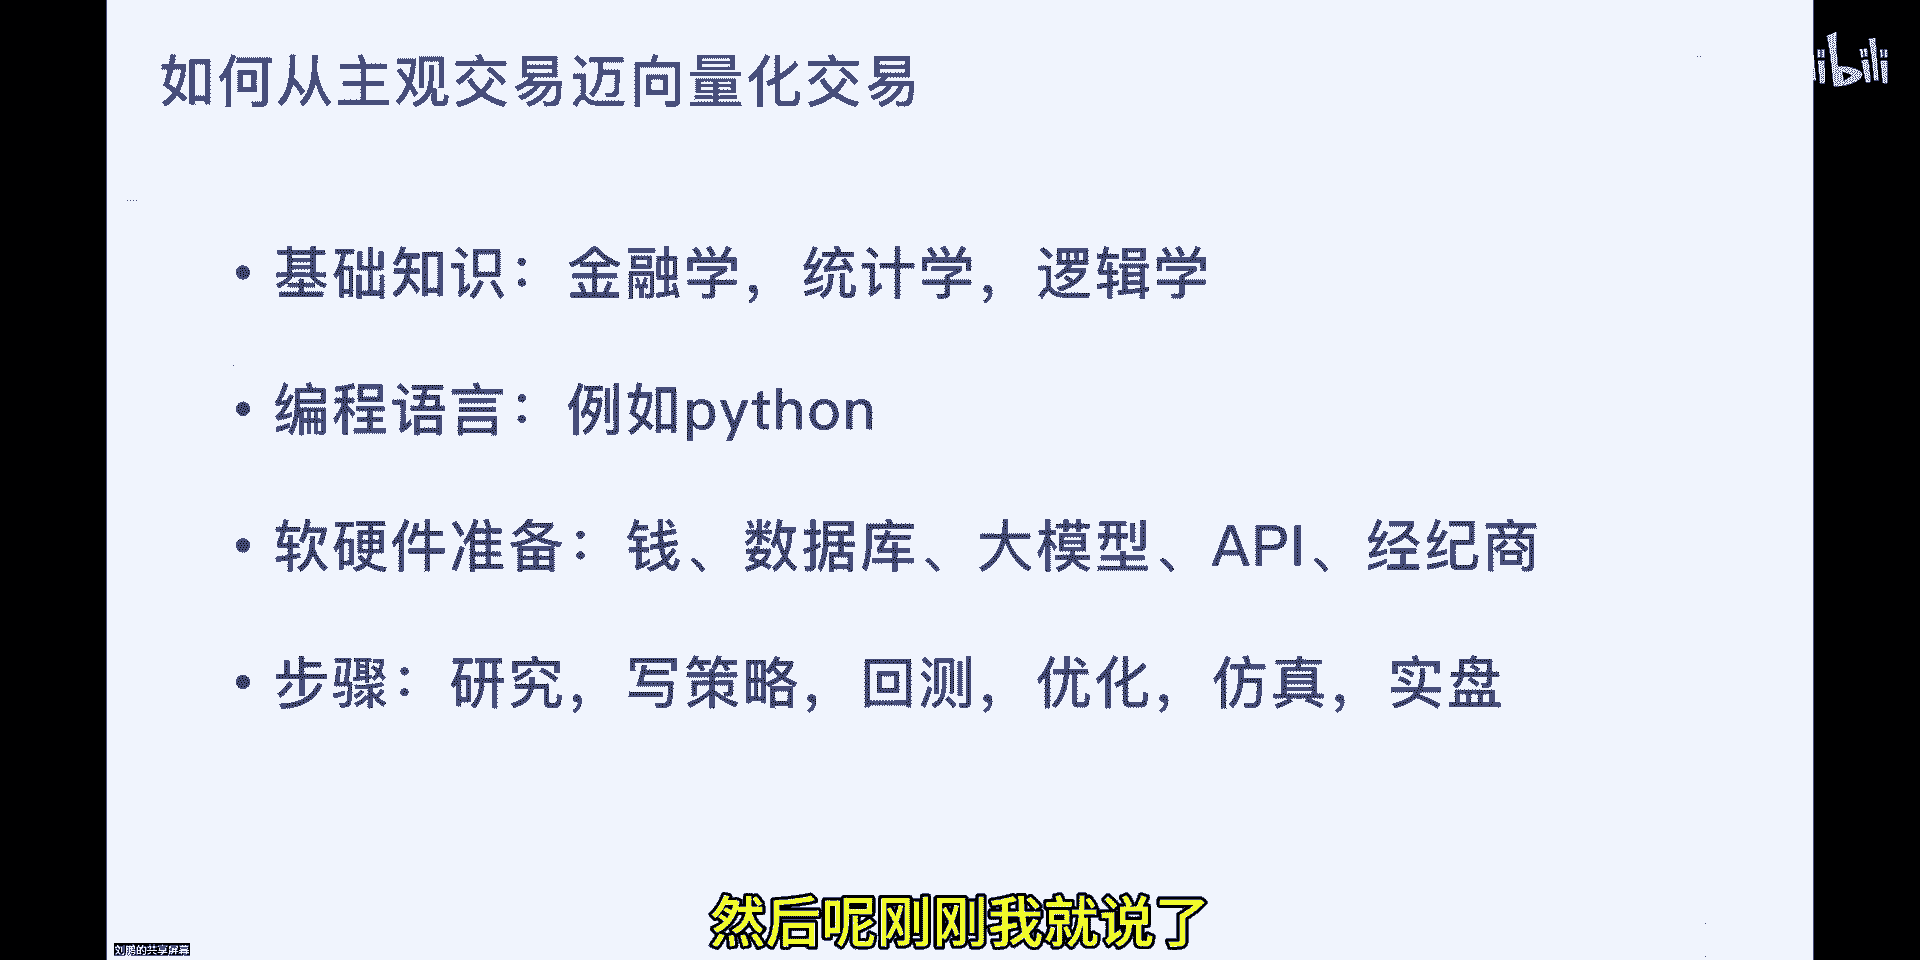 如何从主观交易迈向量化交易
bili
• 基础知识：金融学，统计学，逻辑学
• 编程语言：例如python
• 软硬件准备：钱、数据库、大模型、API、经纪商
• 步骤：研究，写策略，回测，优化，仿真，实盘
然后呢刚刚我就说了
刘鹏的共享屏幕